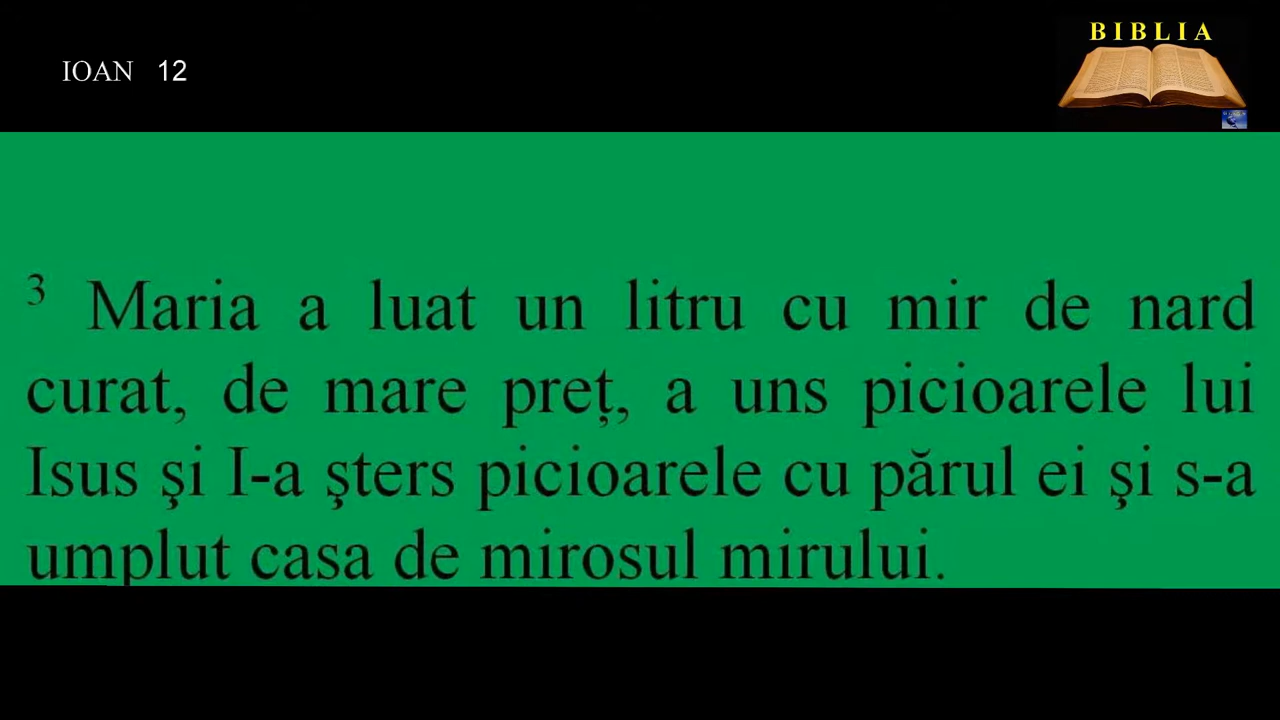 BIBLIA
IOAN 12
3 Maria a luat un litru cu mir de nard
curat, de mare preţ, a uns picioarele lui
Isus şi I-a şters picioarele cu părul ei şi s-a
umplut casa de mirosul mirului.